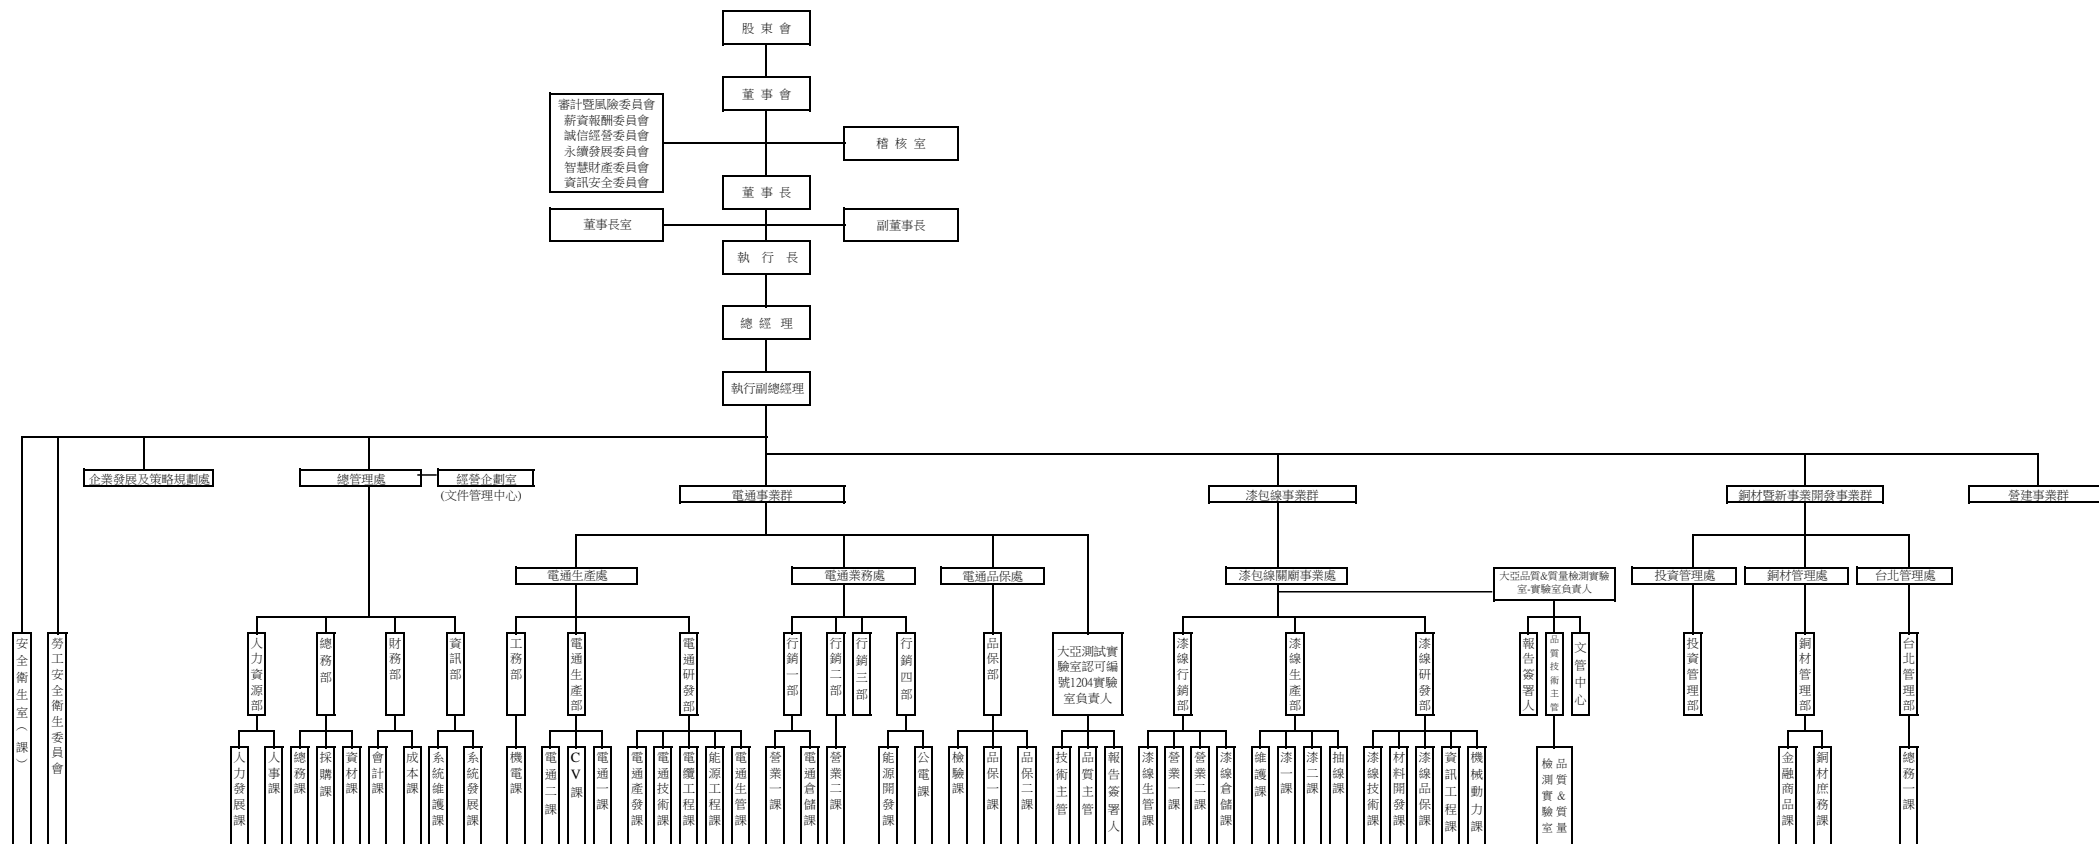 股東會
董事會
審計暨風險委員會
薪資報酬委員會
誠信經營委員會
永續發展委員會
智慧財產委員會
資訊安全委員會
稽核室
董事長
董事長室
副董事長
執行長
總經理
執行副總經理
企業發展及策略規劃處
總管理處
經營企劃室
(文件管理中心)
電通事業群
漆包線事業群
銅材暨新事業開發事業群
營建事業群
電通生產處
電通業務處
電通品保處
漆包線關廟事業處
大亞品質&質量檢測實驗
室-實驗室負責人
投資管理處
銅材管理處
台北管理處
安全衛生室（課）
勞工安全衛生委員會
人力資源部
總務部
財務部
資訊部
工務部
電通生產部
電通研發部
行銷一部
行銷二部
行銷三部
行銷四部
品保部
大亞測試實
驗室認可編
號1204實驗
室負責人
漆線行銷部
漆線生產部
漆線研發部
報告簽署人
品質技術主管
文管中心
投資管理部
銅材管理部
台北管理部
人力發展課
人事課
總務課
採購課
資材課
會計課
成本課
系統維護課
系統發展課
機電課
電通二課
CV課
電通一課
電通產發課
電通技術課
電纜工程課
能源工程課
電通生管課
營業一課
電通倉儲課
營業二課
能源開發課
公電課
檢驗課
品保一課
品保二課
技術主管
品質主管
報告簽署人
漆線生管課
營業一課
營業二課
漆線倉儲課
維護課
漆一課
漆二課
抽線課
漆線技術課
材料開發課
漆線品保課
資訊工程課
機械動力課
品質&質量
檢測實驗室
金融商品課
銅材庶務課
總務一課